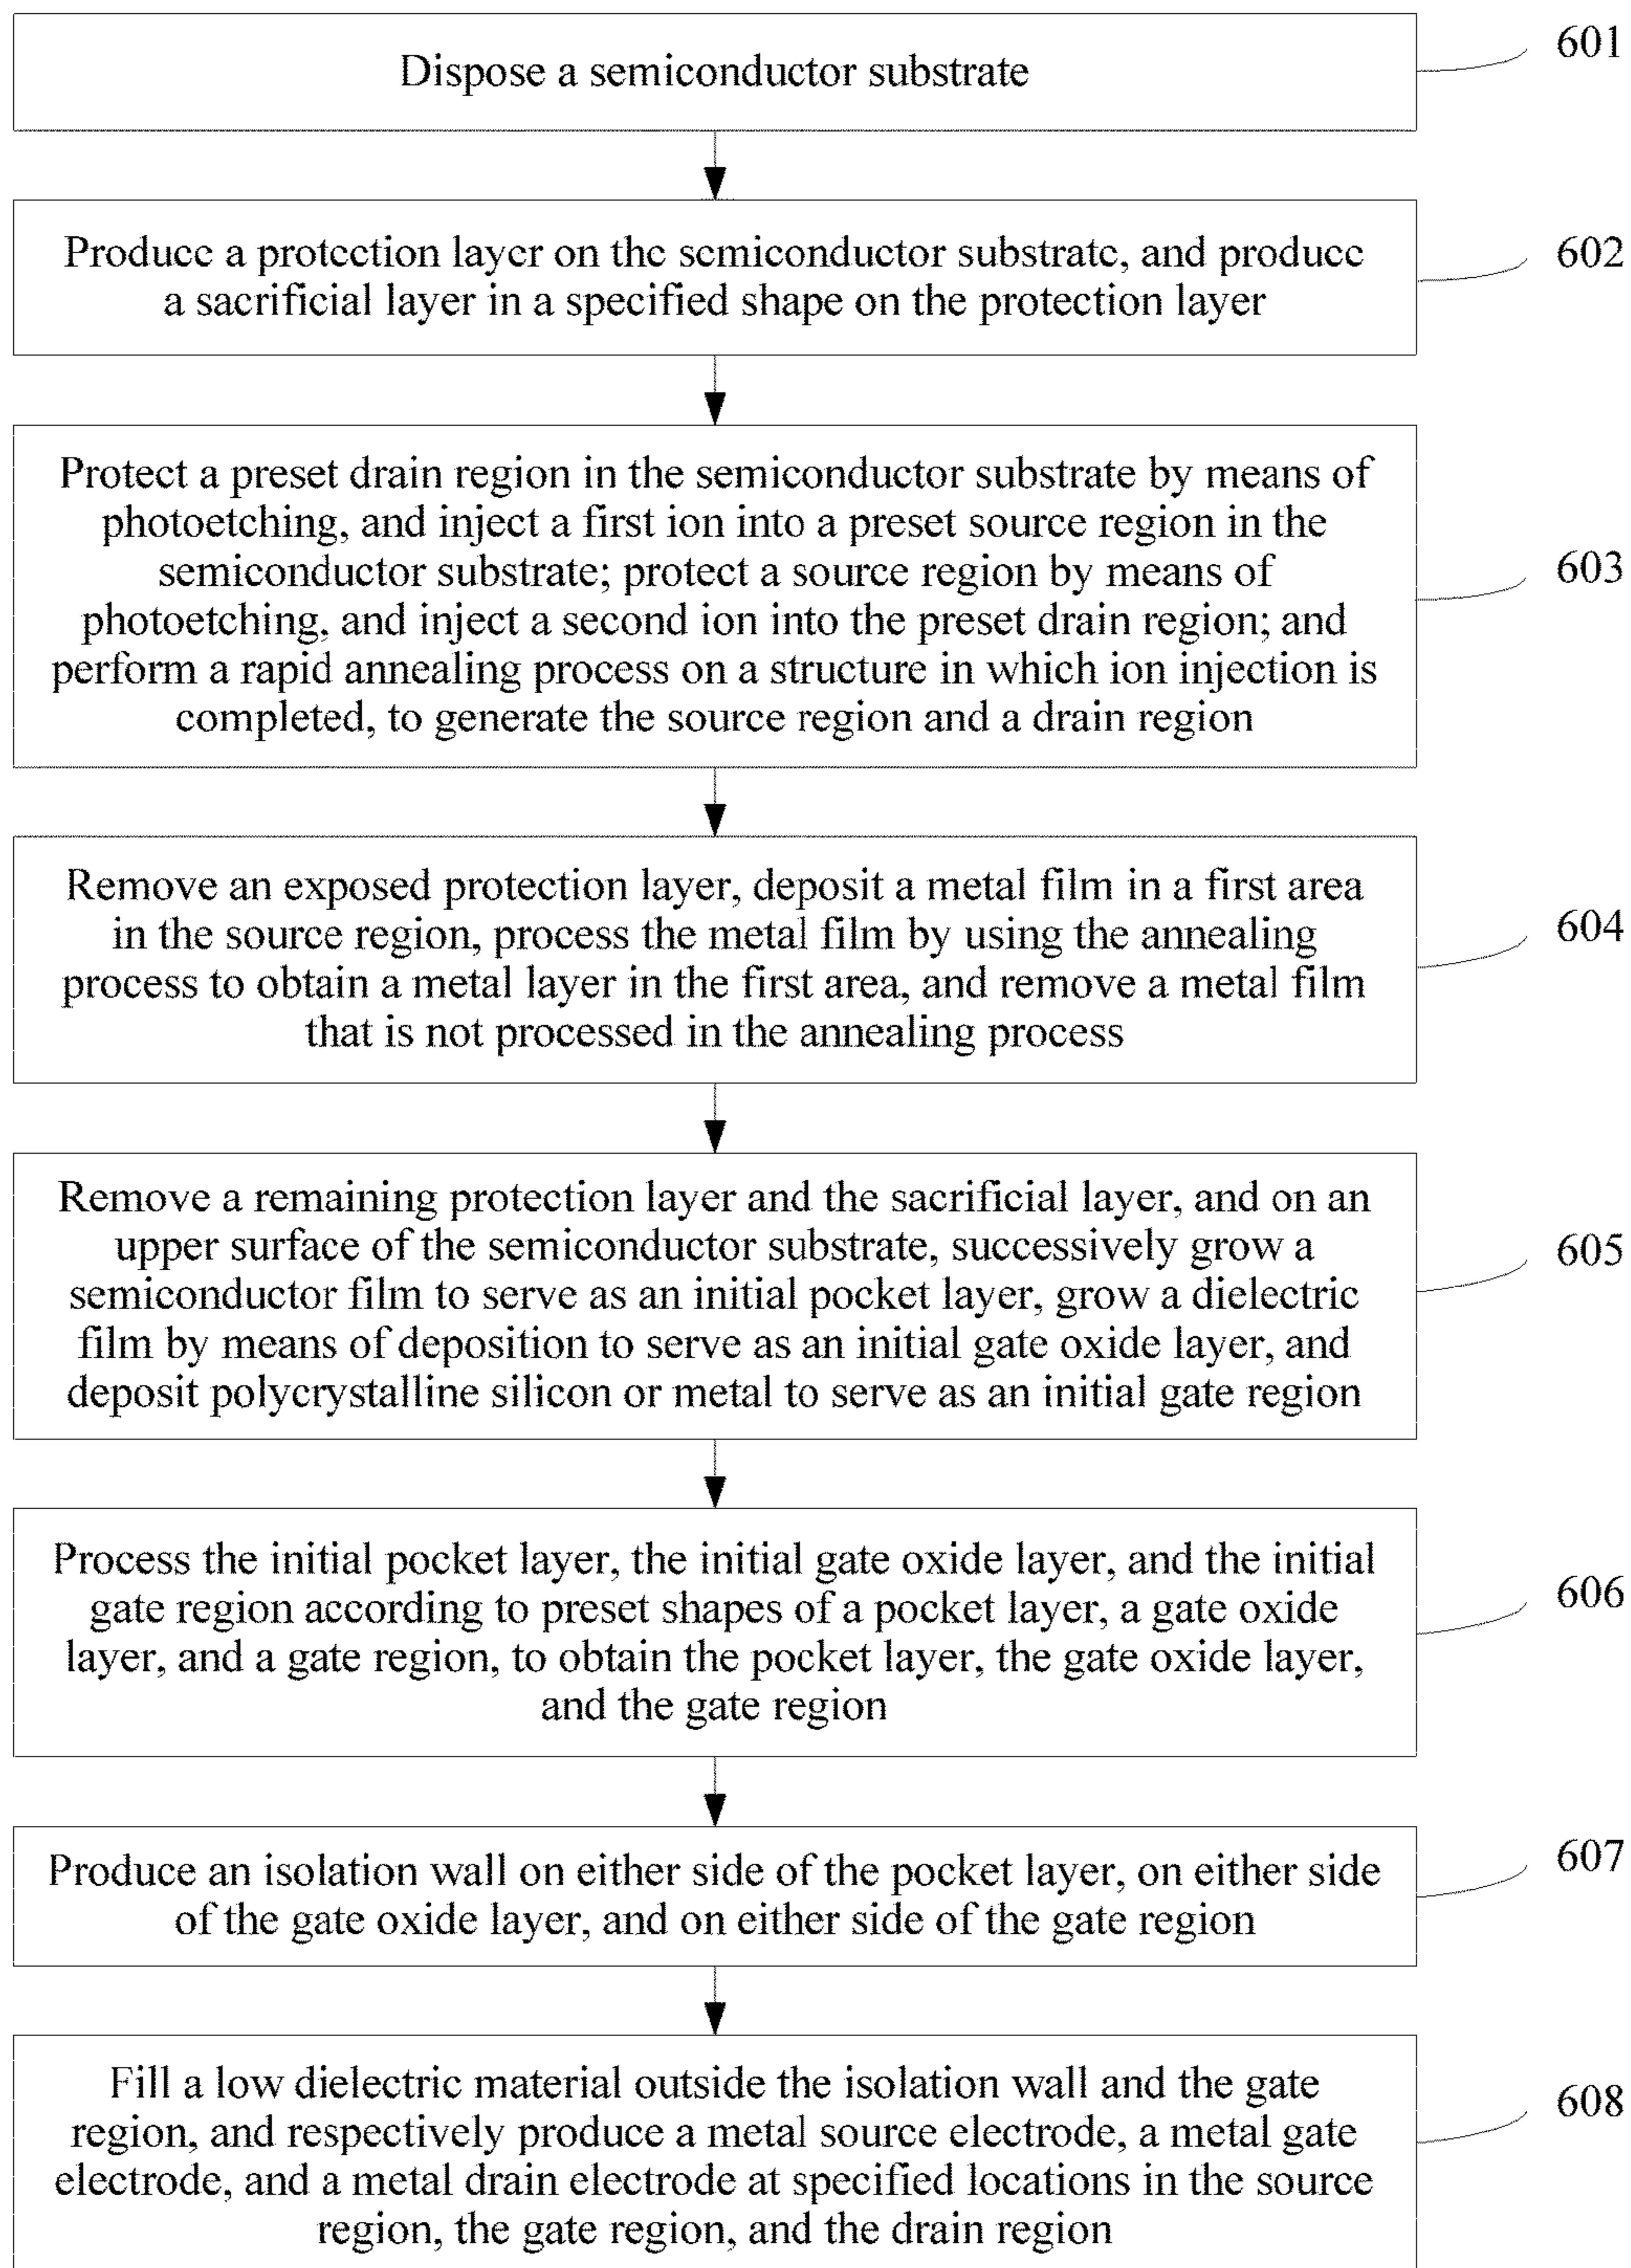 Dispose a semiconductor substrate
601
Produce a protection layer on the semiconductor substrate, and produce
a sacrificial layer in a specified shape on the protection layer
602
Protect a preset drain region in the semiconductor substrate by means of
photoetching, and inject a first ion into a preset source region in the
semiconductor substrate; protect a source region by means of
photoetching, and inject a second ion into the preset drain region; and
perform a rapid annealing process on a structure in which ion injection is
completed, to generate the source region and a drain region
603
Remove an exposed protection layer, deposit a metal film in a first area
in the source region, process the metal film by using the annealing
process to obtain a metal layer in the first area, and remove a metal film
that is not processed in the annealing process
604
Remove a remaining protection layer and the sacrificial layer, and on an
upper surface of the semiconductor substrate, successively grow a
semiconductor film to serve as an initial pocket layer, grow a dielectric
film by means of deposition to serve as an initial gate oxide layer, and
deposit polycrystalline silicon or metal to serve as an initial gate region
605
Process the initial pocket layer, the initial gate oxide layer, and the initial
gate region according to preset shapes of a pocket layer, a gate oxide
layer, and a gate region, to obtain the pocket layer, the gate oxide layer,
and the gate region
606
Produce an isolation wall on either side of the pocket layer, on either side
of the gate oxide layer, and on either side of the gate region
607
Fill a low dielectric material outside the isolation wall and the gate
region, and respectively produce a metal source electrode, a metal gate
electrode, and a metal drain electrode at specified locations in the source
region, the gate region, and the drain region
608